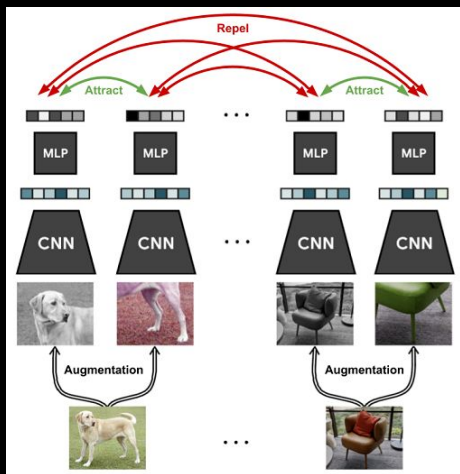 Repel
Attract
Attract
...
MLP
MLP
MLP
MLP
CNN
CNN
...
CNN
CNN
Augmentation
Augmentation
...